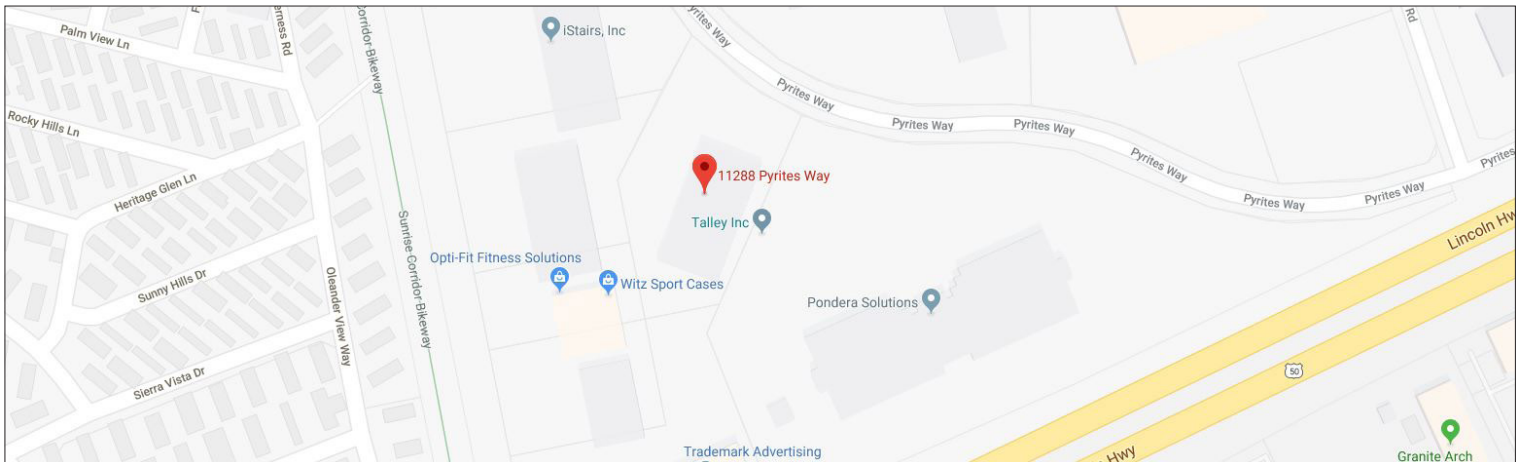 Palm View Ln
Rocky Hills Ln
Heritage Glen Ln
Sunny Hills Dr
Sierra Vista Dr
Oleander View Way
Sunrise Corridor Bikeway
iStairs, Inc
Pyrites Way
Pyrites Way
Pyrites Way
Pyrites Way
Pyrites Way
Pyrites Way
Pyrites Way
Pyrites
Rd
11288 Pyrites Way
Talley Inc
Opti-Fit Fitness Solutions
Witz Sport Cases
Pondera Solutions
Lincoln Hw
50
Hwy
Trademark Advertising
Granite Arch